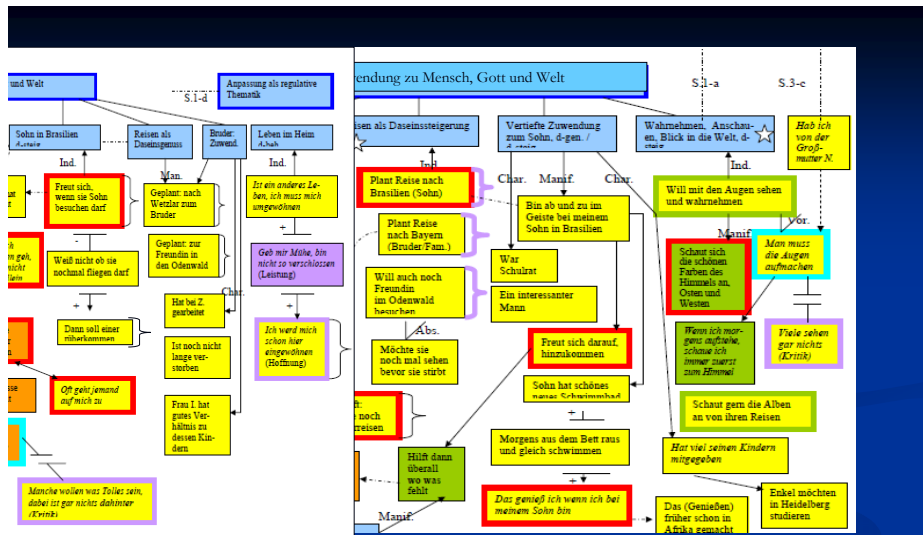 und Welt
S.1-d
Anpassung als regulative
Thematik
Sohn in Brasilien
d-steig.
Reisen als
Daseinsgenuss
Bruder:
Zuwend.
Leben im Heim
d-beh.
Ind.
Man.
Ind.
Freut sich,
wenn sie Sohn
besuchen darf
Geplant: nach
Wetzlar zum
Bruder
Ist ein anderes Le-
ben, ich muss mich
umgewöhnen
+
Weiß nicht ob sie
nochmal fliegen darf
Geplant: zur
Freundin in
den Odenwald
Geb mir Mühe, bin
nicht so verschlossen
(Leistung)
+
Char.
+
Dann soll einer
rüberkommen
Hat bei Z.
gearbeitet
Ich werd mich
schon hier
eingewöhnen
(Hoffnung)
Ist noch nicht
lange ver-
storben
Oft geht jemand
auf mich zu
Frau I. hat
gutes Ver-
hältnis zu
dessen Kin-
dern
Manche wollen was Tolles sein,
dabei ist gar nichts dahinter
(Kritik)
endung zu Mensch, Gott und Welt
S.1-a
S.3-c
isen als Daseinssteigerung
Vertiefte Zuwendung
zum Sohn, d-gen. /
d-steig.
Wahrnehmen, Anschau-
en, Blick in die Welt, d-
steig.
Hab ich
von der
Groß-
mutter N.
Ind.
Char.
Manif.
Char.
Ind.
Plant Reise nach
Brasilien (Sohn)
Will mit den Augen sehen
und wahrnehmen
Bin ab und zu im
Geiste bei meinem
Sohn in Brasilien
Vor.
Manif.
Plant Reise
nach Bayern
(Bruder/Fam.)
Man muss
die Augen
aufmachen
War
Schulrat
Schaut sich
die schönen
Farben des
Himmels an,
Osten und
Westen
Will auch noch
Freundin
im Odenwald
besuchen
Ein interessanter
Mann
Abs.
Möchte sie
noch mal sehen
bevor sie stirbt
Freut sich darauf,
hinzukommen
Wenn ich mor-
gens aufstehe,
schaue ich
immer zuerst
zum Himmel
Viele sehen
gar nichts
(Kritik)
Sohn hat schönes
neues Schwimmbad
+
Schaut gern die Alben
an von ihren Reisen
Morgens aus dem Bett raus
und gleich schwimmen
Hilft dann
überall
wo was
fehlt
Hat viel seinen Kindern
mitgegeben
+
Das genieß ich wenn ich bei
meinem Sohn bin
Manif.
Das (Genießen)
früher schon in
Afrika gemacht
Enkel möchten
in Heidelberg
studieren